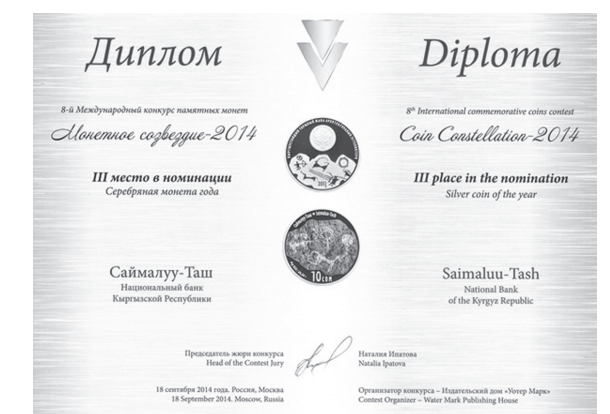 Диплом
8-й Международный конкурс памятных монет
Монетное созвездие-2014
III место в номинации
Серебряная монета года
Саймалуу-Таш
Национальный банк
Кыргызской Республики
Diploma
8th International commemorative coins contest
Coin Constellation-2014
III place in the nomination
Silver coin of the year
Saimaluu-Tash
National Bank
of the Kyrgyz Republic
2013
10 СОМ
Председатель жюри конкурса
Head of the Contest Jury
Наталия Ипатова
Natalia Ipatova
18 сентября 2014 года. Россия, Москва
18 September 2014. Moscow, Russia
Организатор конкурса – Издательский дом «Уотер Марк»
Contest Organizer – Water Mark Publishing House